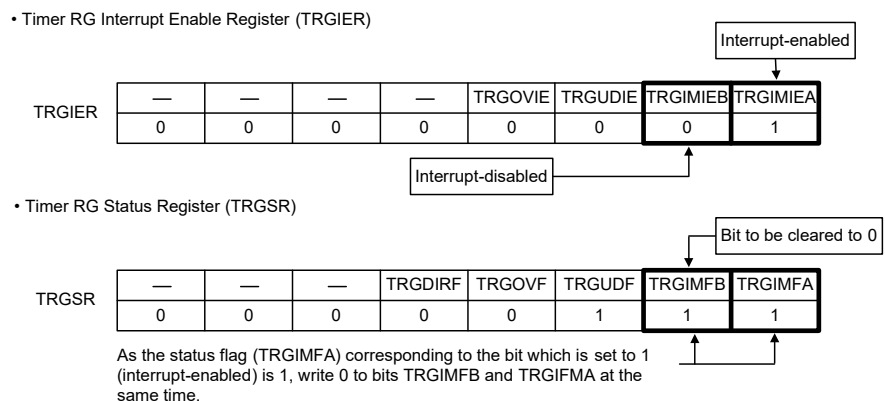 • Timer RG Interrupt Enable Register (TRGIER)
Interrupt-enabled
TRGIER
— — — — TRGOVIE TRGUDIE TRGIMIEB TRGIMIEA
0 0 0 0 0 0 0 1
Interrupt-disabled
• Timer RG Status Register (TRGSR)
Bit to be cleared to 0
TRGSR
— — — TRGDIRF TRGOVF TRGUDF TRGIMFB TRGIMFA
0 0 0 0 0 1 1 1
As the status flag (TRGIMFA) corresponding to the bit which is set to 1
(interrupt-enabled) is 1, write 0 to bits TRGIMFB and TRGIFMA at the
same time.